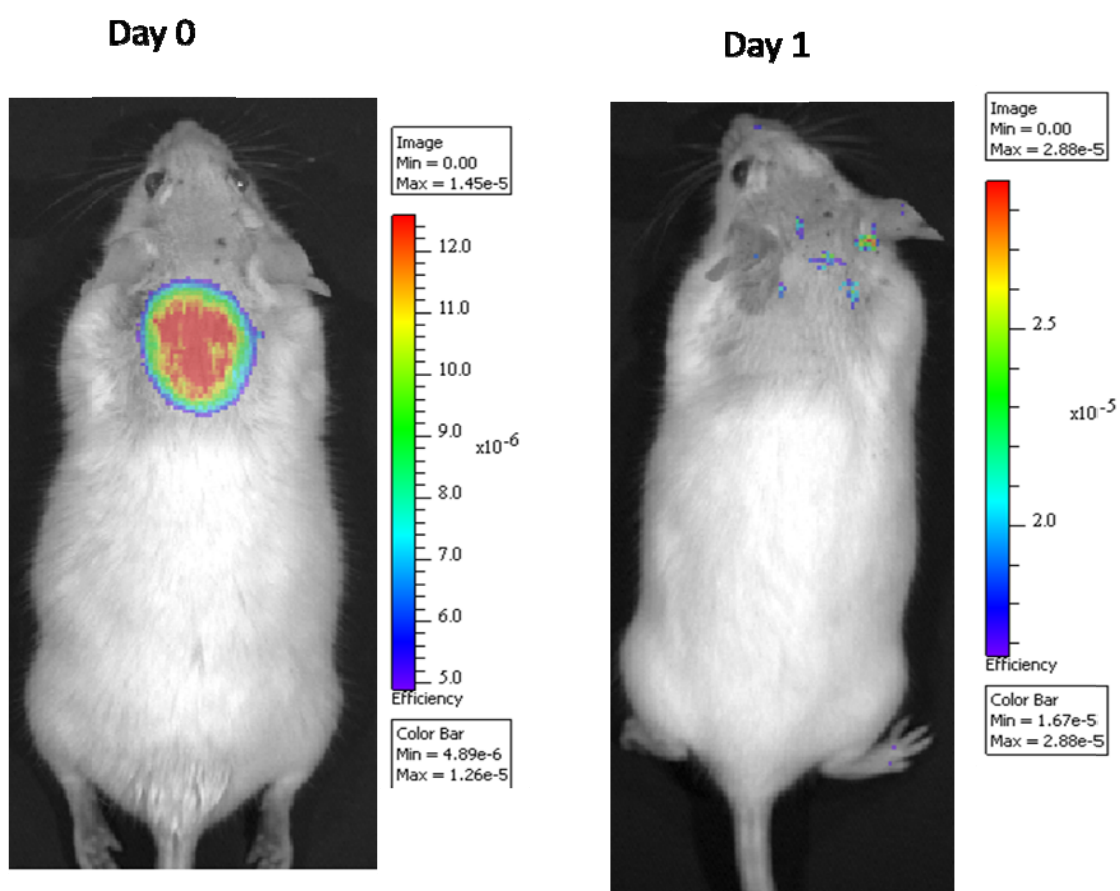 Day 0
Image
Min = 0.00
Max = 1.45e-5
12.0
11.0
10.0
9.0
x10-6
8.0
7.0
6.0
5.0
Efficiency
Color Bar
Min = 4.89e-6
Max = 1.26e-5
Day 1
Image
Min = 0.00
Max = 2.88e-5
2.5
x10-5
2.0
Efficiency
Color Bar
Min = 1.67e-5
Max = 2.88e-5